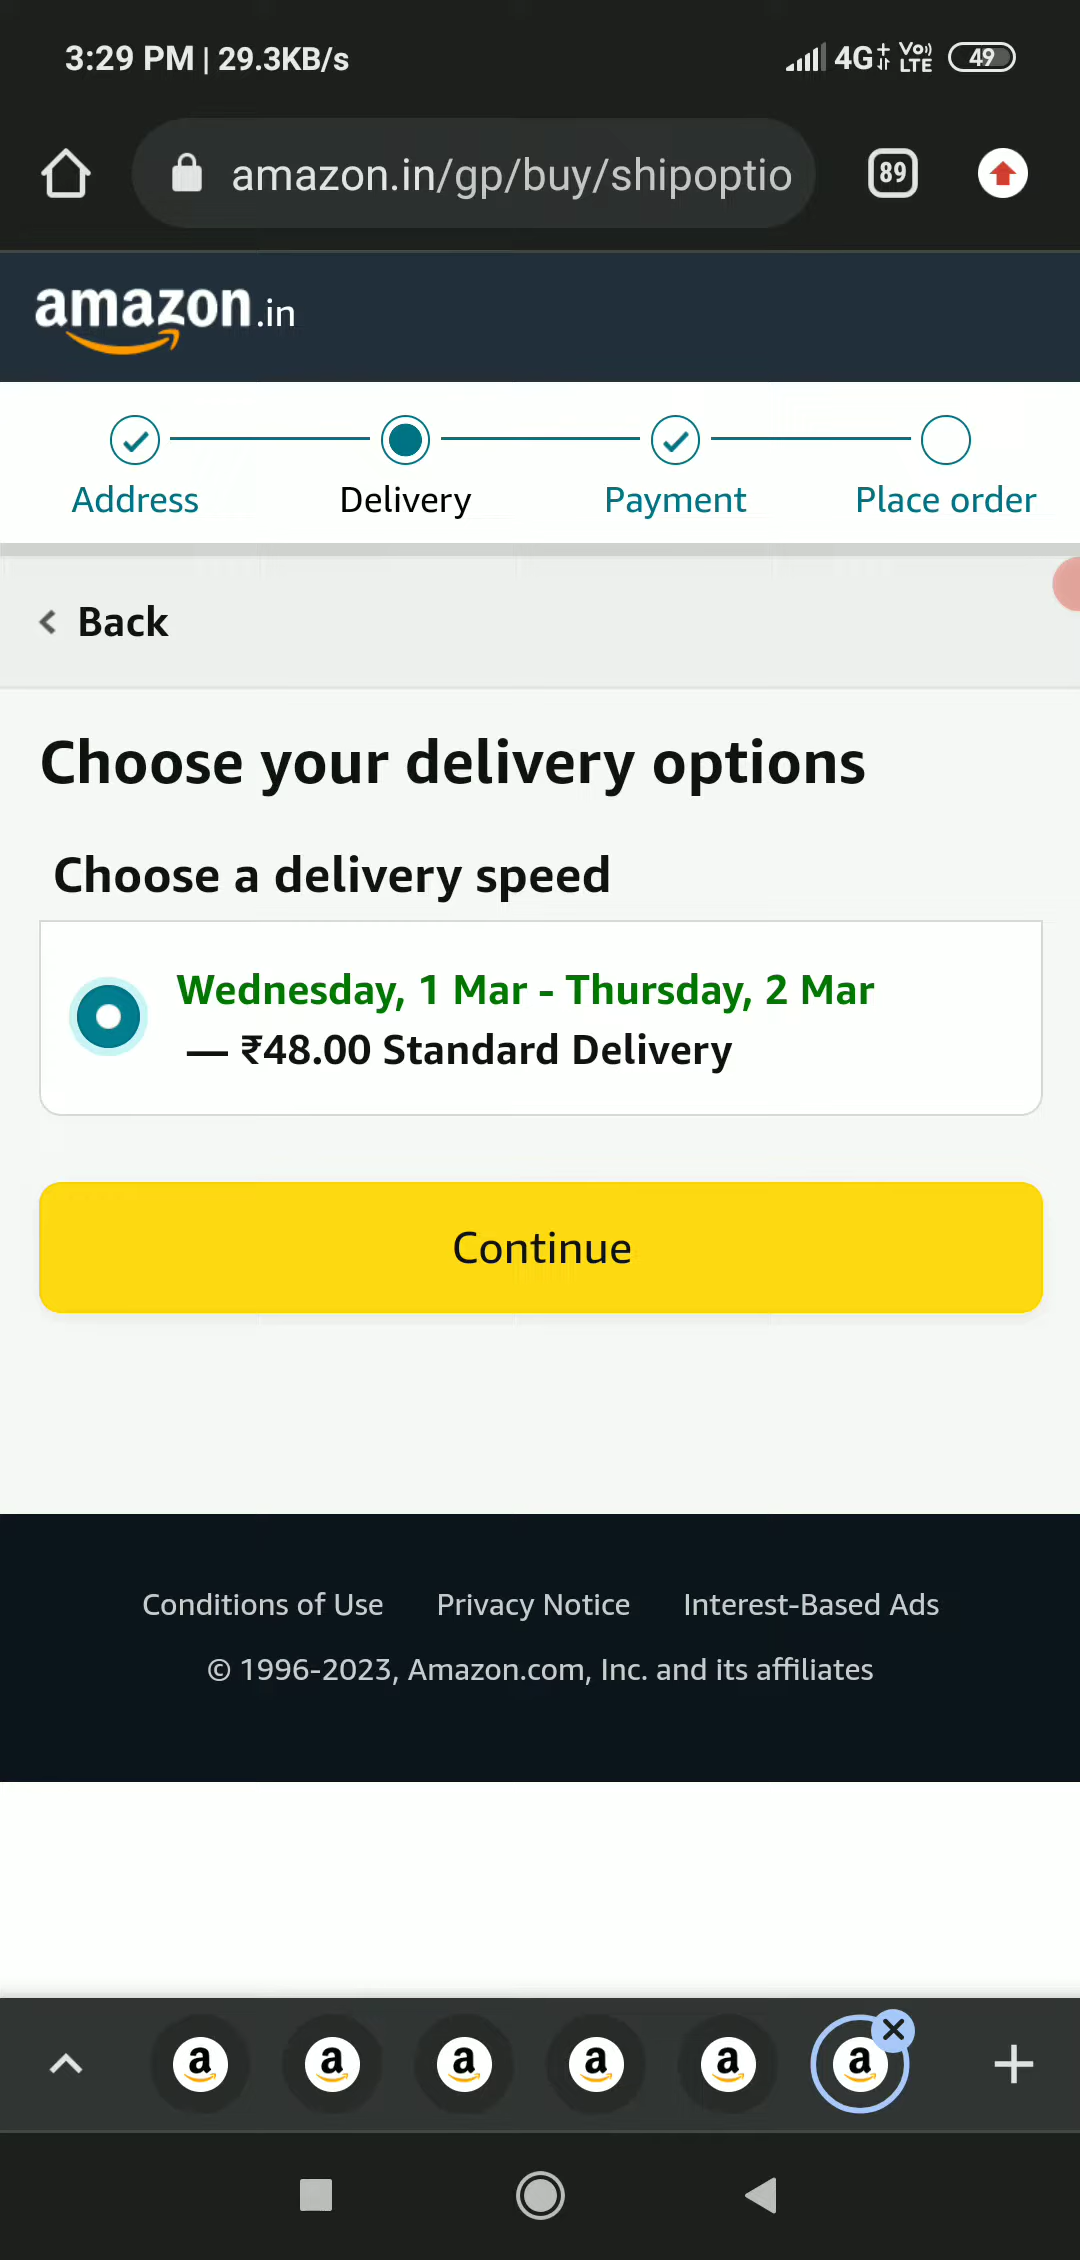 3:29 PM | 29.3KB/s
4G+ Vo) LTE 49
amazon.in/gp/buy/shipoptio
89
amazon.in
Address
Delivery
Payment
Place order
Back
Choose your delivery options
Choose a delivery speed
Wednesday, 1 Mar - Thursday, 2 Mar
— ₹48.00 Standard Delivery
Continue
Conditions of Use
Privacy Notice
Interest-Based Ads
© 1996-2023, Amazon.com, Inc. and its affiliates
a a a a a a